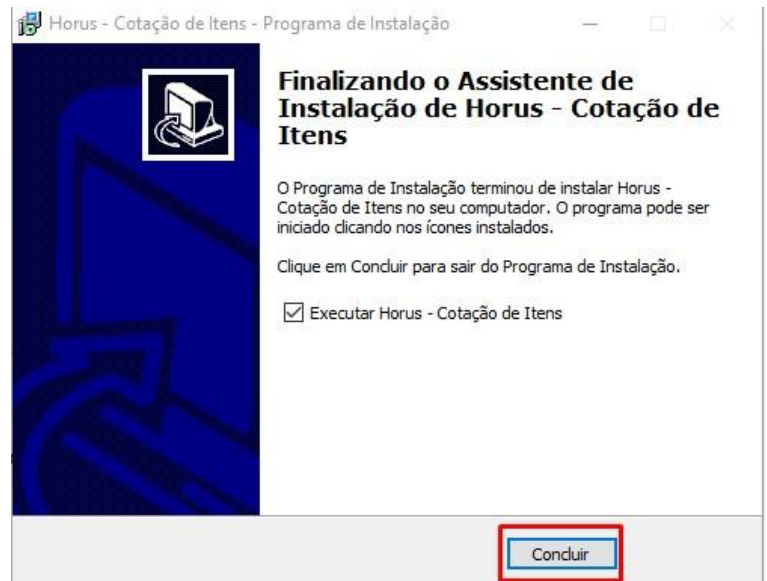 Horus - Cotação de Itens - Programa de Instalação
Finalizando o Assistente de
Instalação de Horus - Cotação de
Itens
O Programa de Instalação terminou de instalar Horus -
Cotação de Itens no seu computador. O programa pode ser
iniciado clicando nos ícones instalados.
Clique em Concluir para sair do Programa de Instalação.
Executar Horus - Cotação de Itens
Concluir